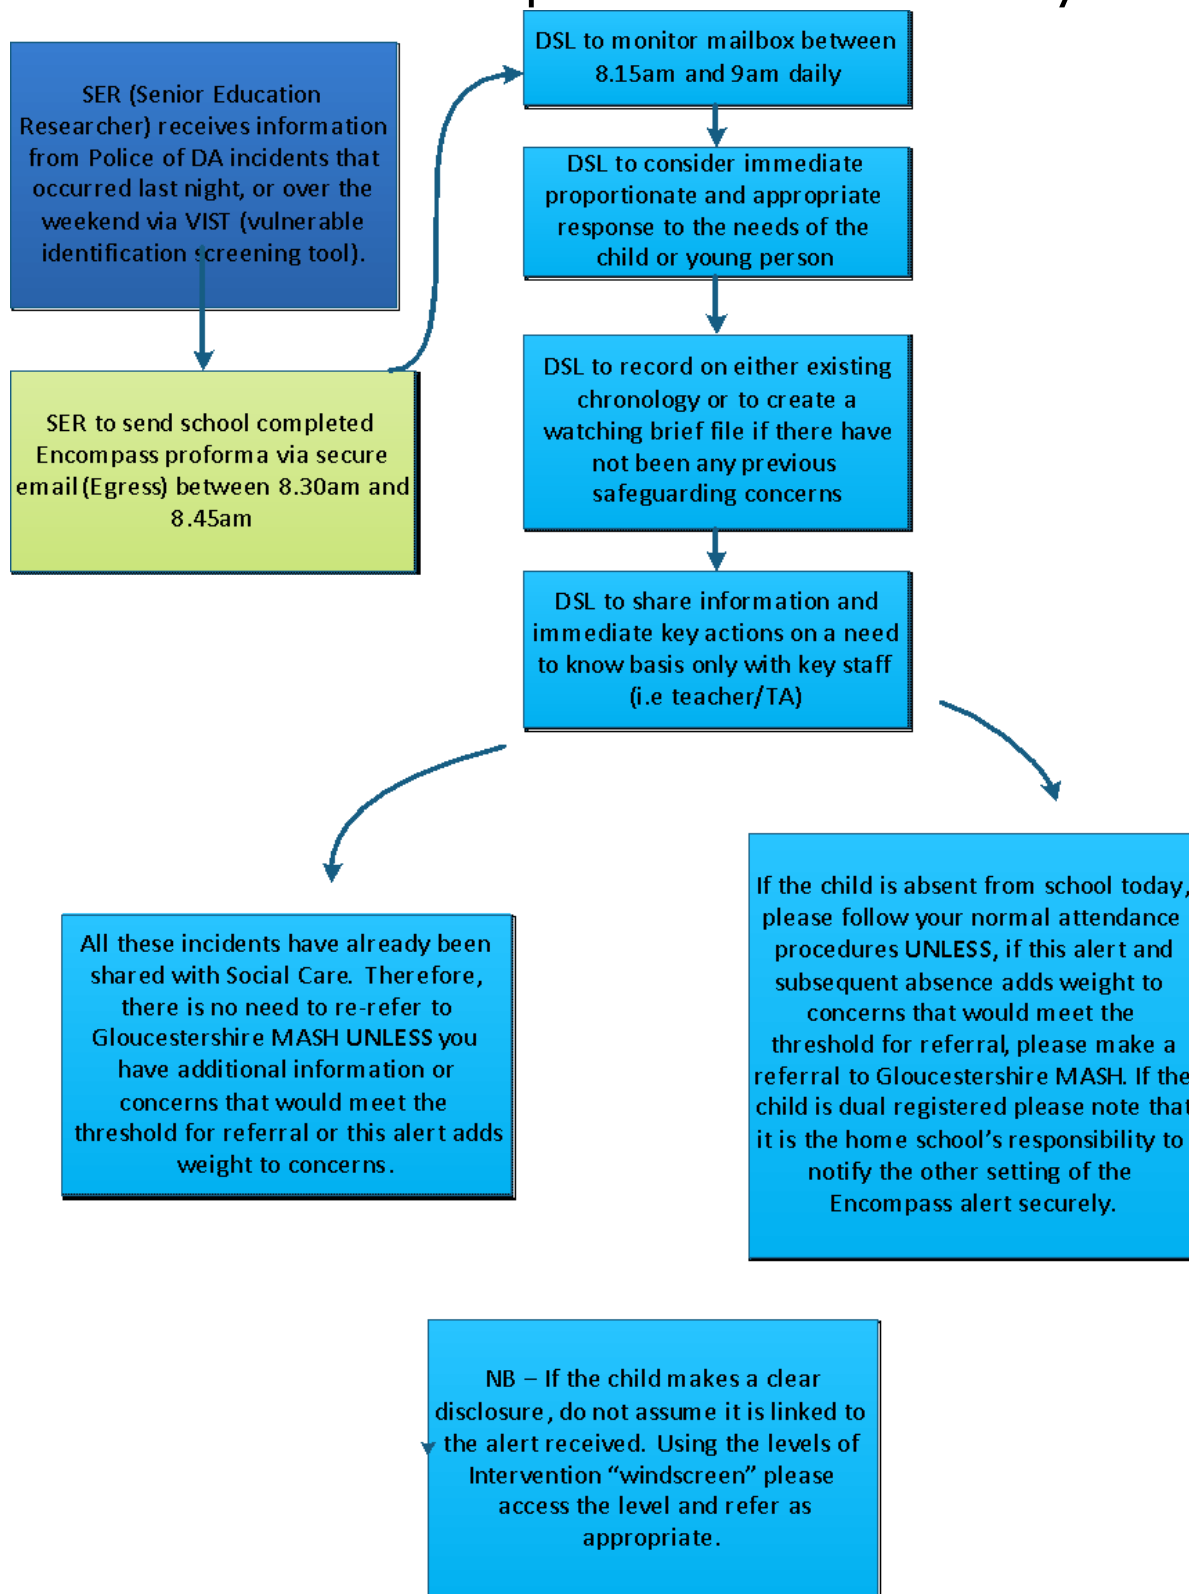 SER (Senior Education
Researcher) receives information
from Police of DA incidents that
occurred last night, or over the
weekend via VIST (vulnerable
identification screening tool).
SER to send school completed
Encompass proforma via secure
email (Egress) between 8.30am and
8.45am
DSL to monitor mailbox between
8.15am and 9am daily
DSL to consider immediate
proportionate and appropriate
response to the needs of the
child or young person
DSL to record on either existing
chronology or to create a
watching brief file if there have
not been any previous
safeguarding concerns
DSL to share information and
immediate key actions on a need
to know basis only with key staff
(i.e teacher/TA)
All these incidents have already been
shared with Social Care. Therefore,
there is no need to re-refer to
Gloucestershire MASH UNLESS you
have additional information or
concerns that would meet the
threshold for referral or this alert adds
weight to concerns.
If the child is absent from school today,
please follow your normal attendance
procedures UNLESS, if this alert and
subsequent absence adds weight to
concerns that would meet the
threshold for referral, please make a
referral to Gloucestershire MASH. If the
child is dual registered please note that
it is the home school's responsibility to
notify the other setting of the
Encompass alert securely.
NB – If the child makes a clear
disclosure, do not assume it is linked to
the alert received. Using the levels of
Intervention “windscreen” please
access the level and refer as
appropriate.